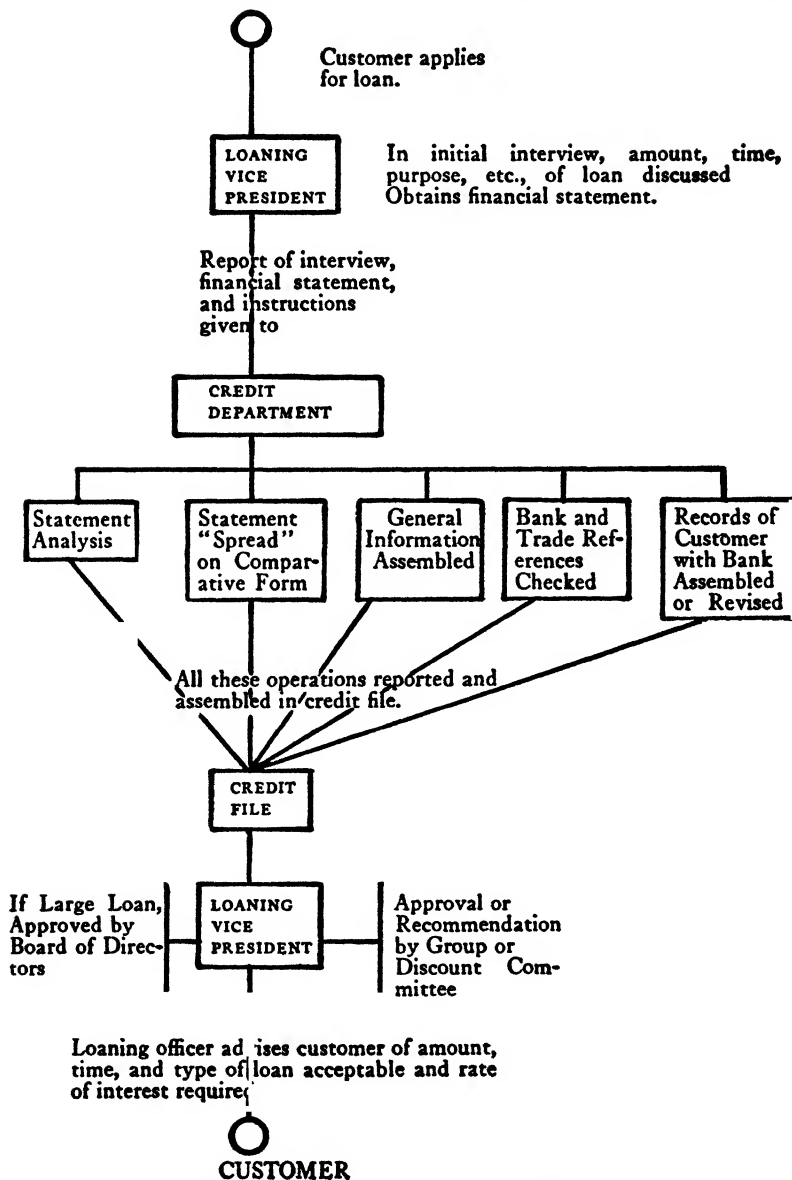 Customer applies
for loan.
LOANING
VICE
PRESIDENT
In initial interview, amount, time,
purpose, etc., of loan discussed
Obtains financial statement.
Report of interview,
financial statement,
and instructions
given to
CREDIT
DEPARTMENT
Statement
Analysis
Statement
"Spread"
on Compar-
ative Form
General
Information
Assembled
Bank and
Trade Ref-
erences
Checked
Records of
Customer
with Bank
Assembled
or Revised
All these operations reported and
assembled in credit file.
CREDIT
FILE
If Large Loan,
Approved by
Board of Direc-
tors
LOANING
VICE
PRESIDENT
Approval or
Recommendation
by Group or
Discount Com-
mittee
Loaning officer ad ises customer of amount,
time, and type of loan acceptable and rate
of interest require
CUSTOMER